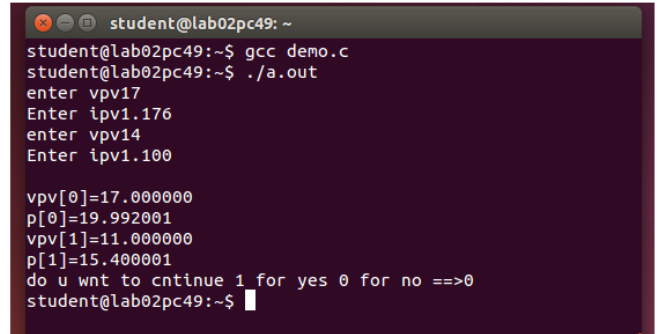 student@lab02pc49: ~
student@lab02pc49:~$ gcc demo.c
student@lab02pc49:~$ ./a.out
enter vpv17
Enter ipv1.176
enter vpv14
Enter ipv1.100
vpv[0]=17.000000
p[0]=19.992001
vpv[1]=11.000000
p[1]=15.400001
do u wnt to cntinue 1 for yes 0 for no ==>0
student@lab02pc49:~$